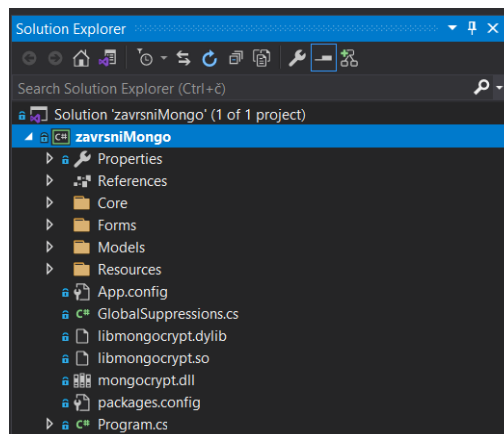 Solution Explorer
Search Solution Explorer (Ctrl+č)
Solution 'zavrsniMongo' (1 of 1 project)
C# zavrsniMongo
Properties
References
Core
Forms
Models
Resources
App.config
C# GlobalSuppressions.cs
libmongocrypt.dylib
libmongocrypt.so
mongocrypt.dll
packages.config
C# Program.cs